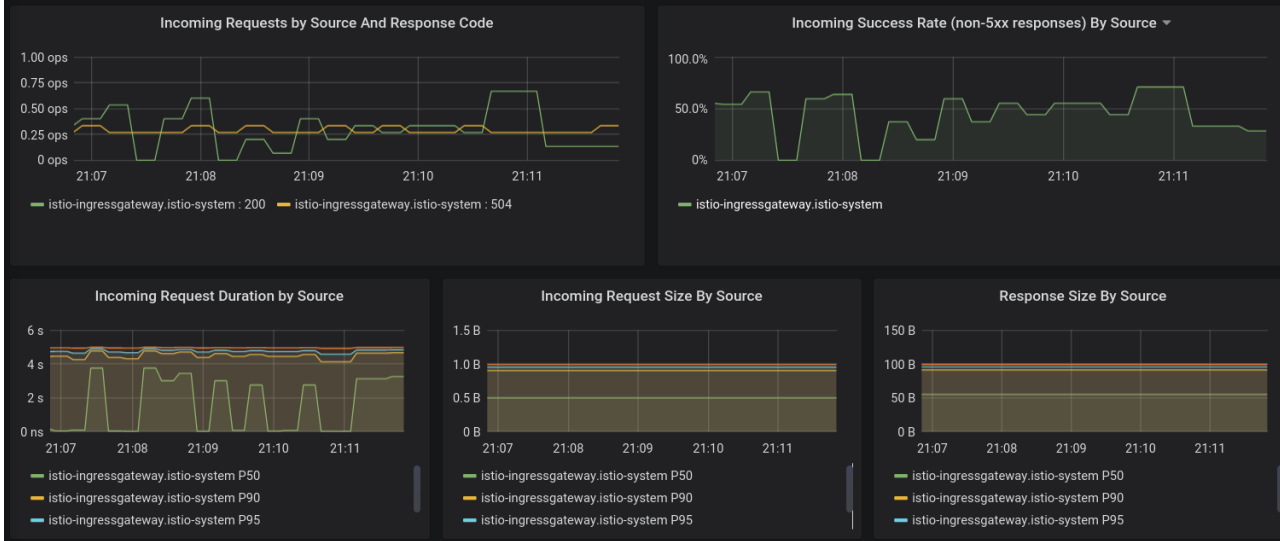 Incoming Requests by Source And Response Code
1.00 ops
0.75 ops
0.50 ops
0.25 ops
0 ops
21:07 21:08 21:09 21:10 21:11
istio-ingressgateway.istio-system : 200 istio-ingressgateway.istio-system : 504
Incoming Success Rate (non-5xx responses) By Source
100.0%
50.0%
0%
21:07 21:08 21:09 21:10 21:11
istio-ingressgateway.istio-system
Incoming Request Duration by Source
6 s
4 s
2 s
0 ns
21:07 21:08 21:09 21:10 21:11
istio-ingressgateway.istio-system P50
istio-ingressgateway.istio-system P90
istio-ingressgateway.istio-system P95
Incoming Request Size By Source
1.5 B
1.0 B
0.5 B
0 B
21:07 21:08 21:09 21:10 21:11
istio-ingressgateway.istio-system P50
istio-ingressgateway.istio-system P90
istio-ingressgateway.istio-system P95
Response Size By Source
150 B
100 B
50 B
0 B
21:07 21:08 21:09 21:10 21:11
istio-ingressgateway.istio-system P50
istio-ingressgateway.istio-system P90
istio-ingressgateway.istio-system P95